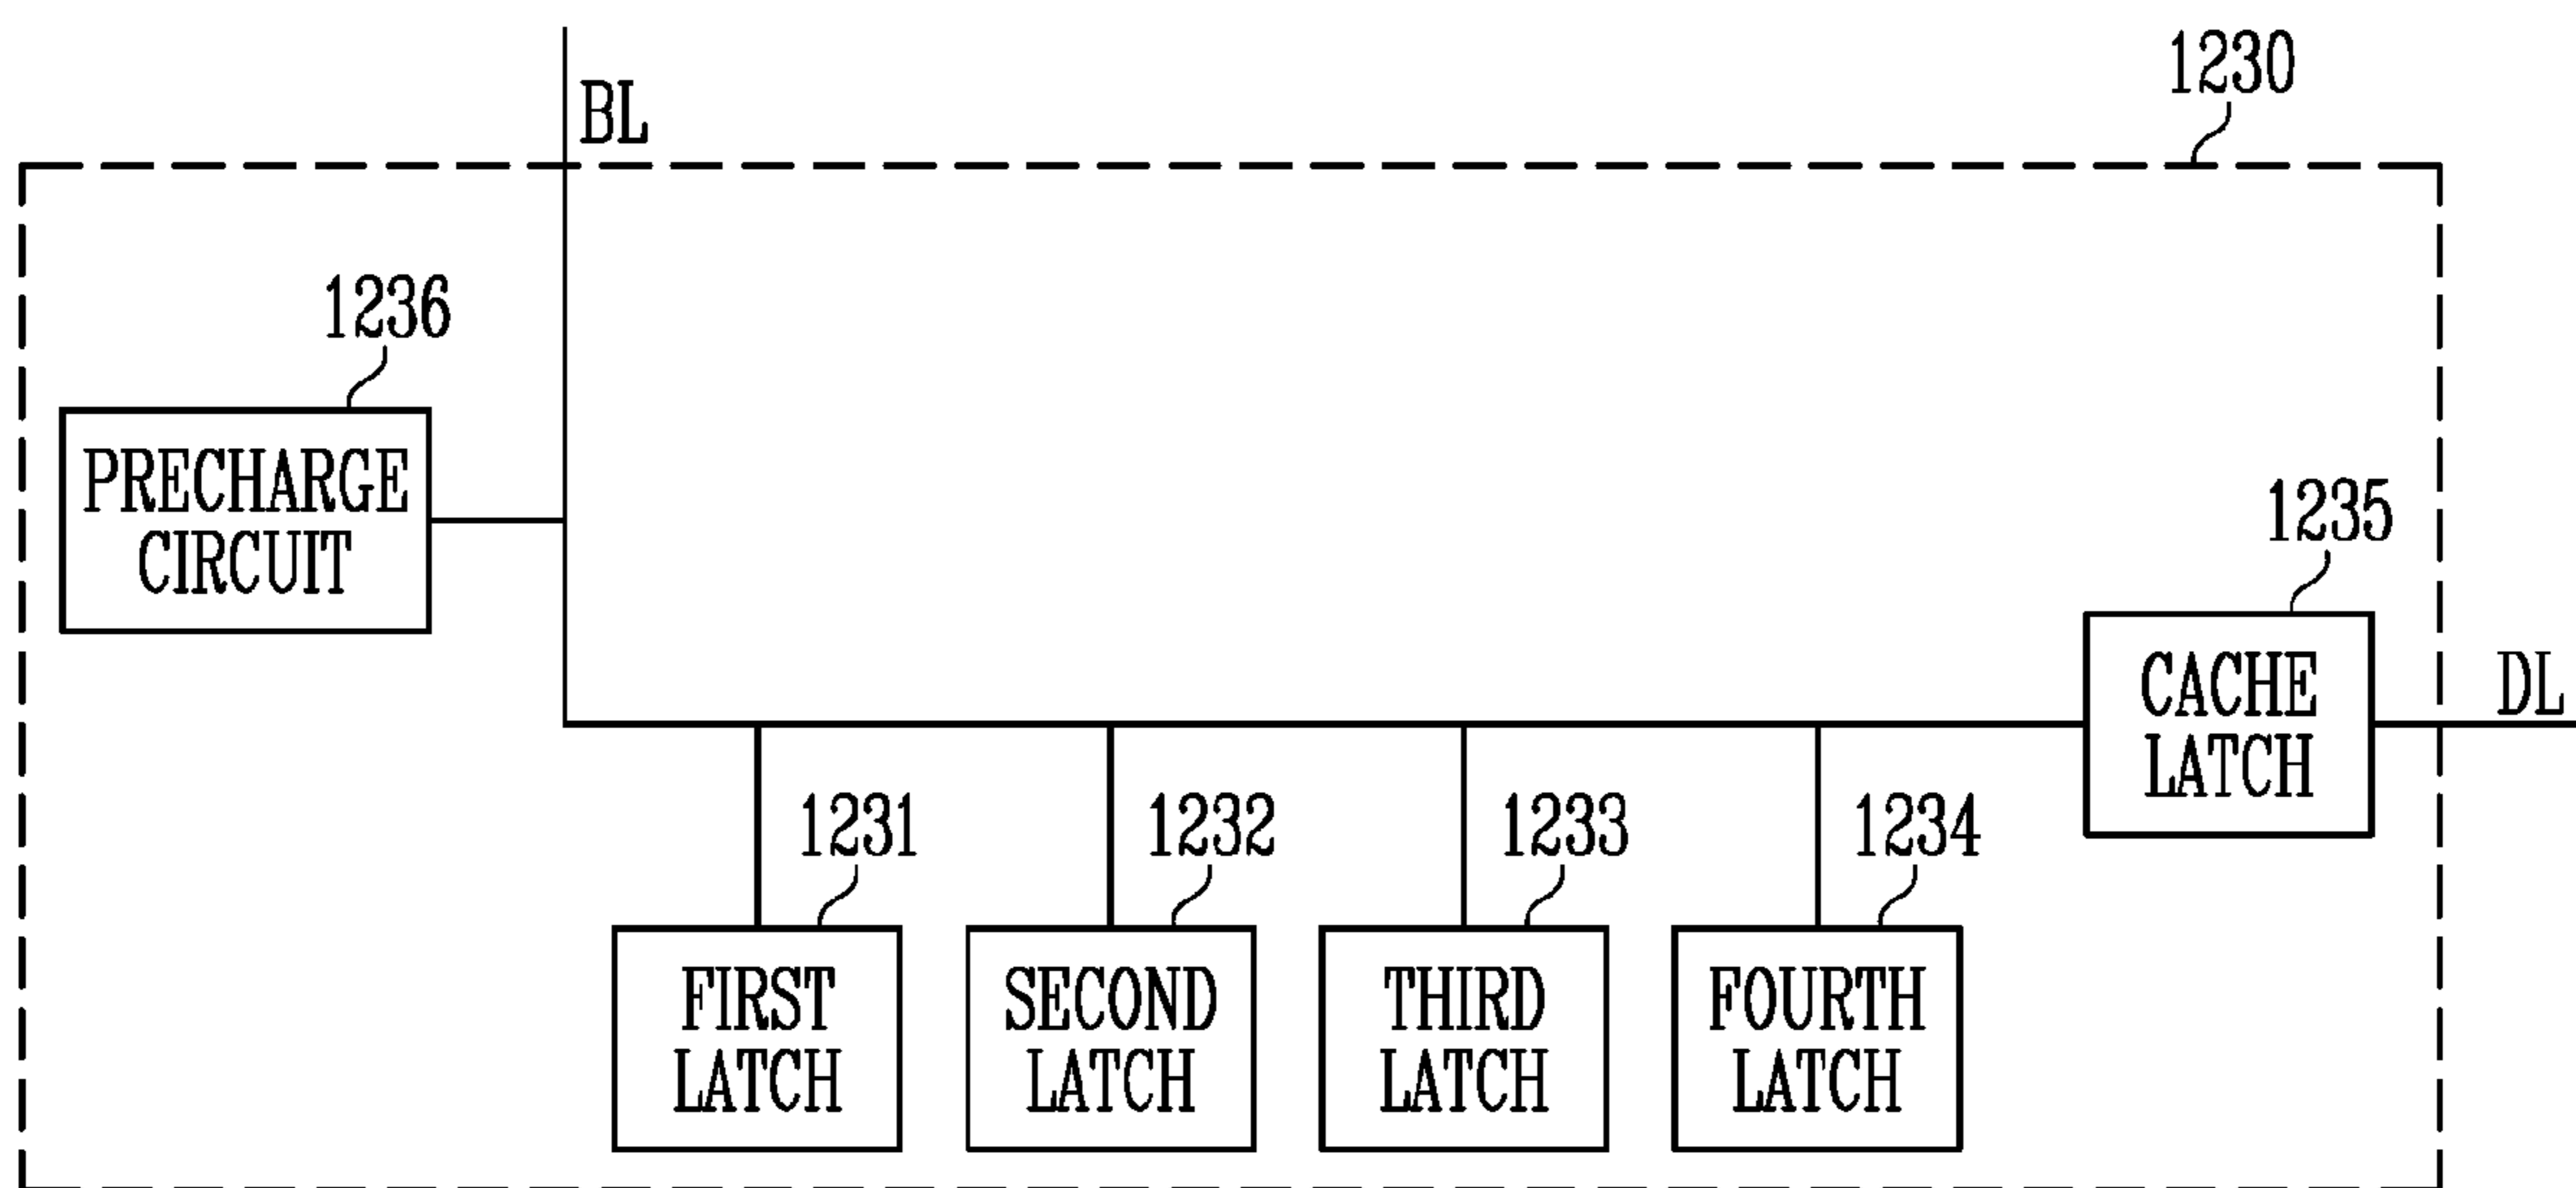 1230
BL
1236
PRECHARGE
CIRCUIT
1235
CACHE
LATCH
DL
1231
1232
1233
1234
FIRST
LATCH
SECOND
LATCH
THIRD
LATCH
FOURTH
LATCH